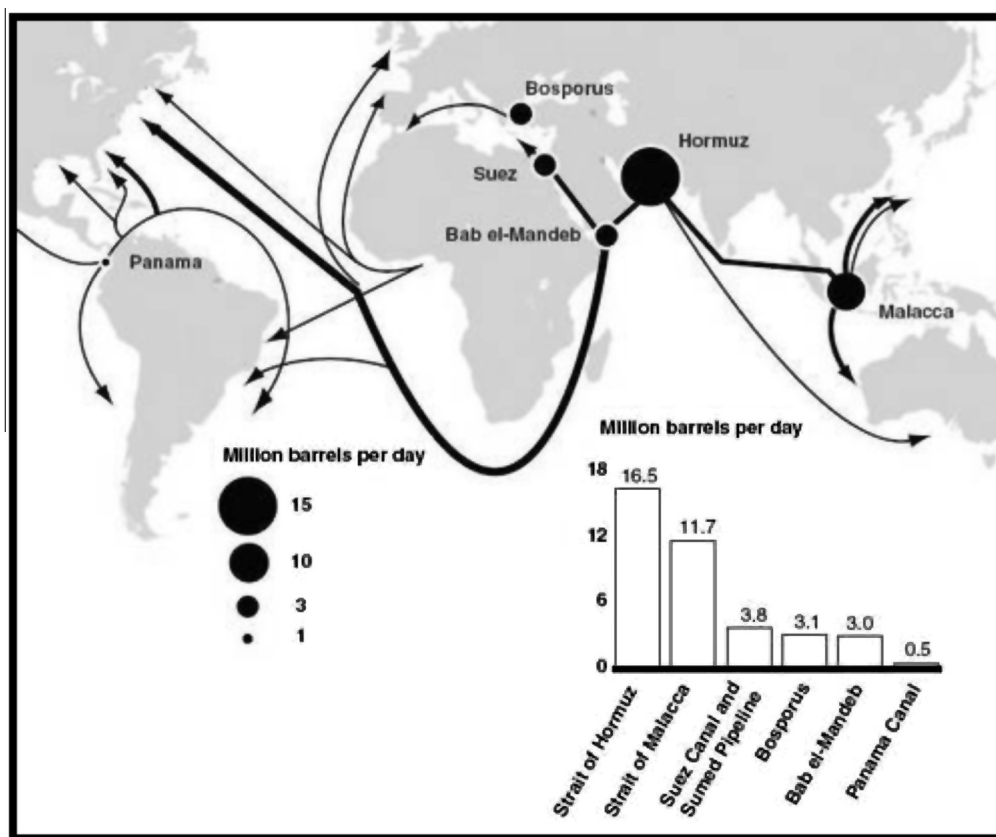 Bosporus
Hormuz
Suez
Bab el-Mandeb
Panama
Malacca
Million barrels per day
15
10
3
1
Million barrels per day
18
12
6
0
16.5
11.7
3.8
3.1
3.0
0.5
Strait of Hormuz
Strait of Malacca
Suez Canal and
Sumed Pipeline
Bosporus
Bab el-Mandeb
Panama Canal